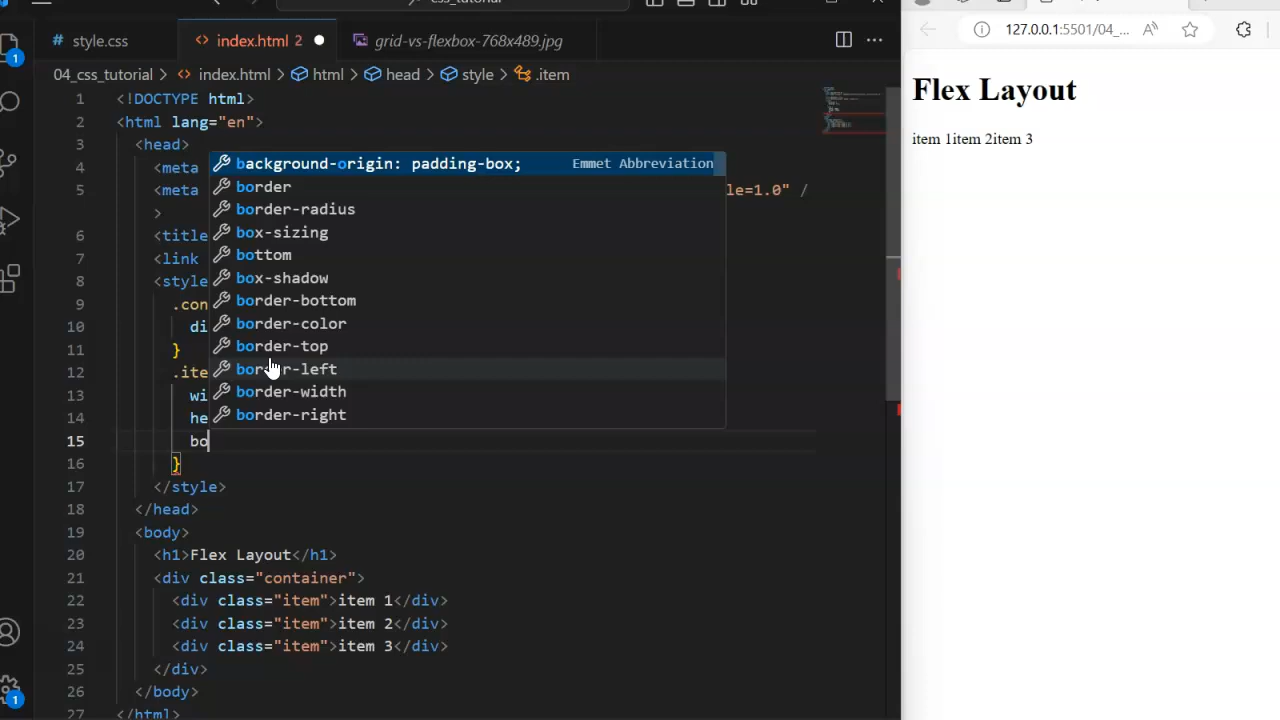 css_tutorial
# style.css
<> index.html 2
grid-vs-flexbox-768x489.jpg
127.0.0.1:5501/04_...
04_css_tutorial > <> index.html > html > head > style > .item
Flex Layout
item 1item 2item 3
1 <!DOCTYPE html>
2 <html lang="en">
3 <head>
4 <meta
5 <meta le=1.0" /
>
6 <title
7 <link
8 <style
9 .con
10 di
11 }
12 .ite
13 wi
14 he
15 bo
16 }
17 </style>
18 </head>
19 <body>
20 <h1>Flex Layout</h1>
21 <div class="container">
22 <div class="item">item 1</div>
23 <div class="item">item 2</div>
24 <div class="item">item 3</div>
25 </div>
26 </body>
27 </html>
background-origin: padding-box; Emmet Abbreviation
border
border-radius
box-sizing
bottom
box-shadow
border-bottom
border-color
border-top
border-left
border-width
border-right
1
1